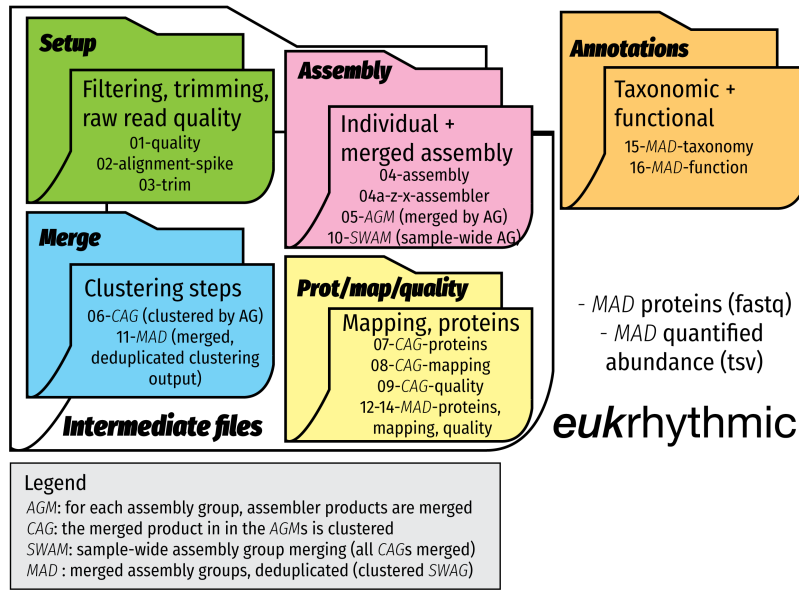 Setup
Filtering, trimming,
raw read quality
01-quality
02-alignment-spike
03-trim
Assembly
Individual +
merged assembly
04-assembly
04a-z-x-assembler
05-AGM (merged by AG)
10-SWAM (sample-wide AG)
Annotations
Taxonomic +
functional
15-MAD-taxonomy
16-MAD-function
Merge
Clustering steps
06-CAG (clustered by AG)
11-MAD (merged,
deduplicated clustering
output)
Prot/map/quality
Mapping, proteins
07-CAG-proteins
08-CAG-mapping
09-CAG-quality
12-14-MAD-proteins,
mapping, quality
- MAD proteins (fastq)
- MAD quantified
abundance (tsv)
Intermediate files
eukrhythmic
Legend
AGM: for each assembly group, assembler products are merged
CAG: the merged product in in the AGMs is clustered
SWAM: sample-wide assembly group merging (all CAGs merged)
MAD : merged assembly groups, deduplicated (clustered SWAG)